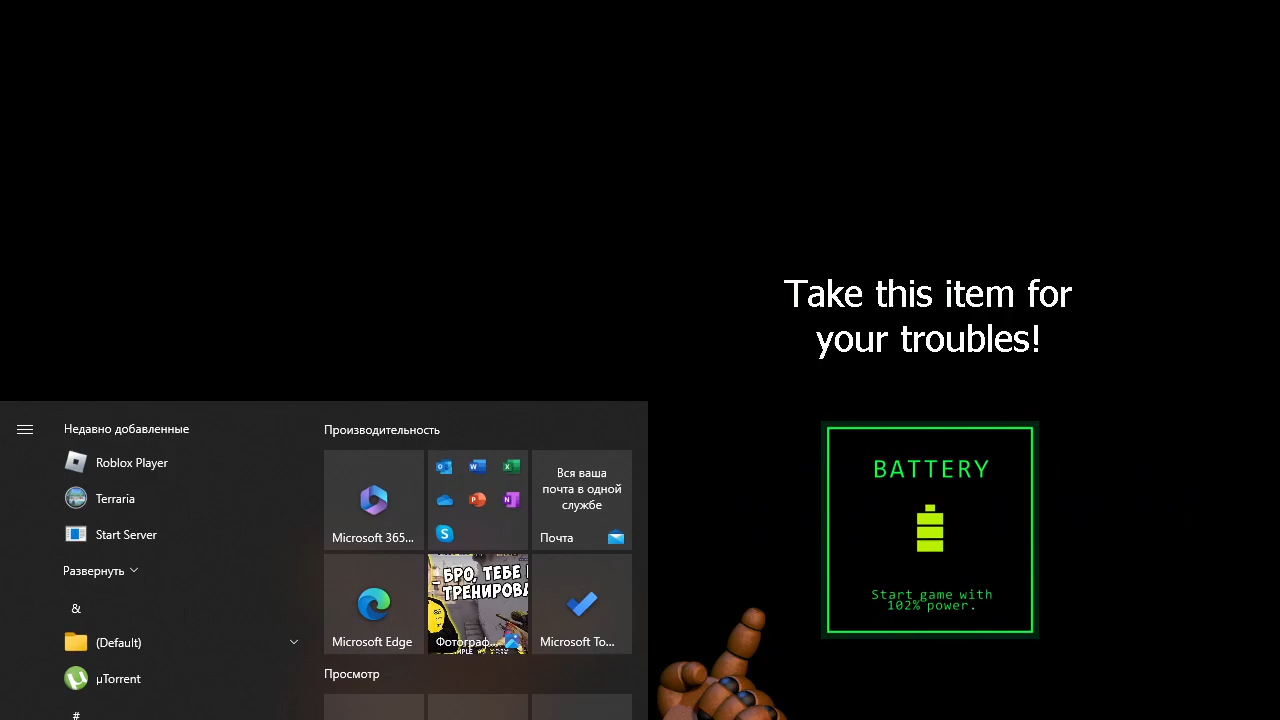 Take this item for
your troubles!
BATTERY
Start game with
102% power.
Недавно добавленные
Roblox Player
Terraria
Start Server
Развернуть
&
(Default)
µTorrent
#
Производительность
Microsoft 365...
Вся ваша
почта в одной
службе
Почта
Microsoft Edge
- БРО, ТЕБЕ
ТРЕНИРОВА
Фотограф...
Microsoft To...
Просмотр